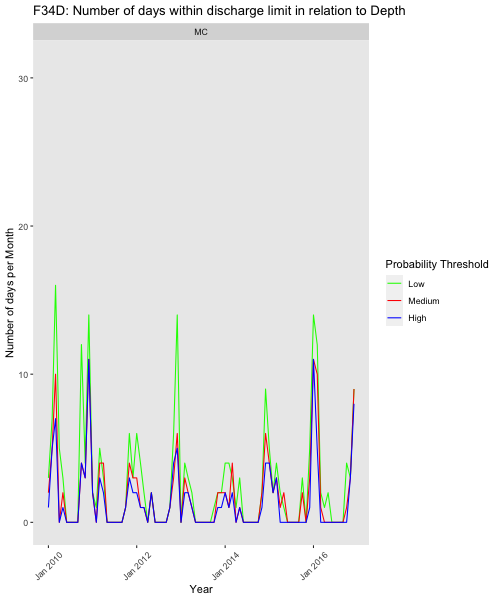 F34D: Number of days within discharge limit in relation to Depth
MC
Number of days per Month
30
20
10
0
Jan 2010
Jan 2012
Jan 2014
Jan 2016
Year
Probability Threshold
Low
Medium
High